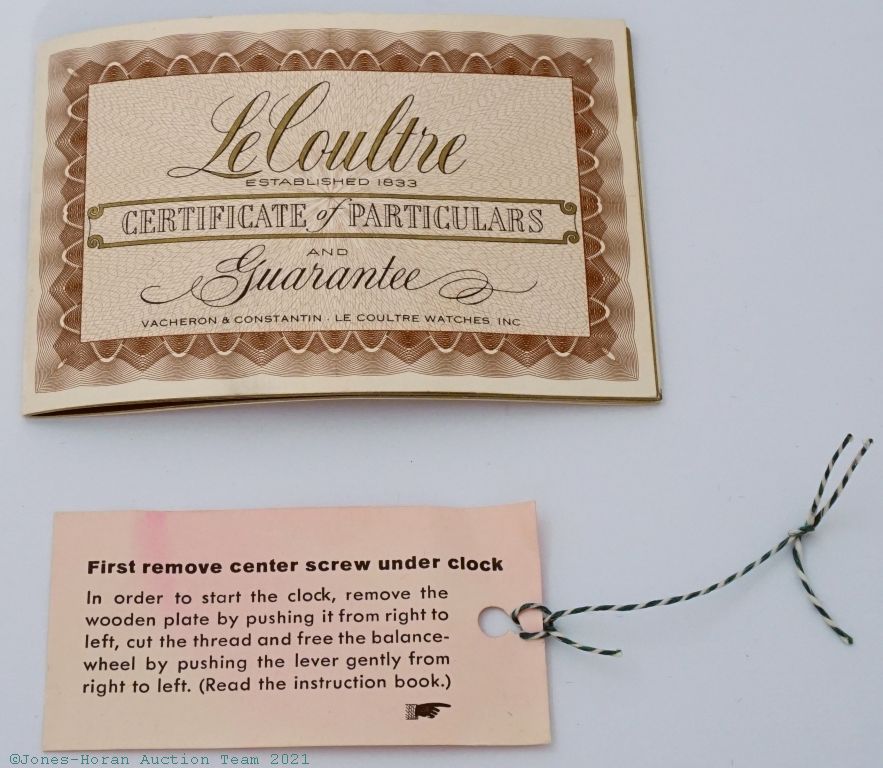 LeCoultre
ESTABLISHED 1833
CERTIFICATE of PARTICULARS
AND
Guarantee
VACHERON & CONSTANTIN · LE COULTRE WATCHES INC
First remove center screw under clock
In order to start the clock, remove the
wooden plate by pushing it from right to
left, cut the thread and free the balance-
wheel by pushing the lever gently from
right to left. (Read the instruction book.)
©Jones-Horan Auction Team 2021